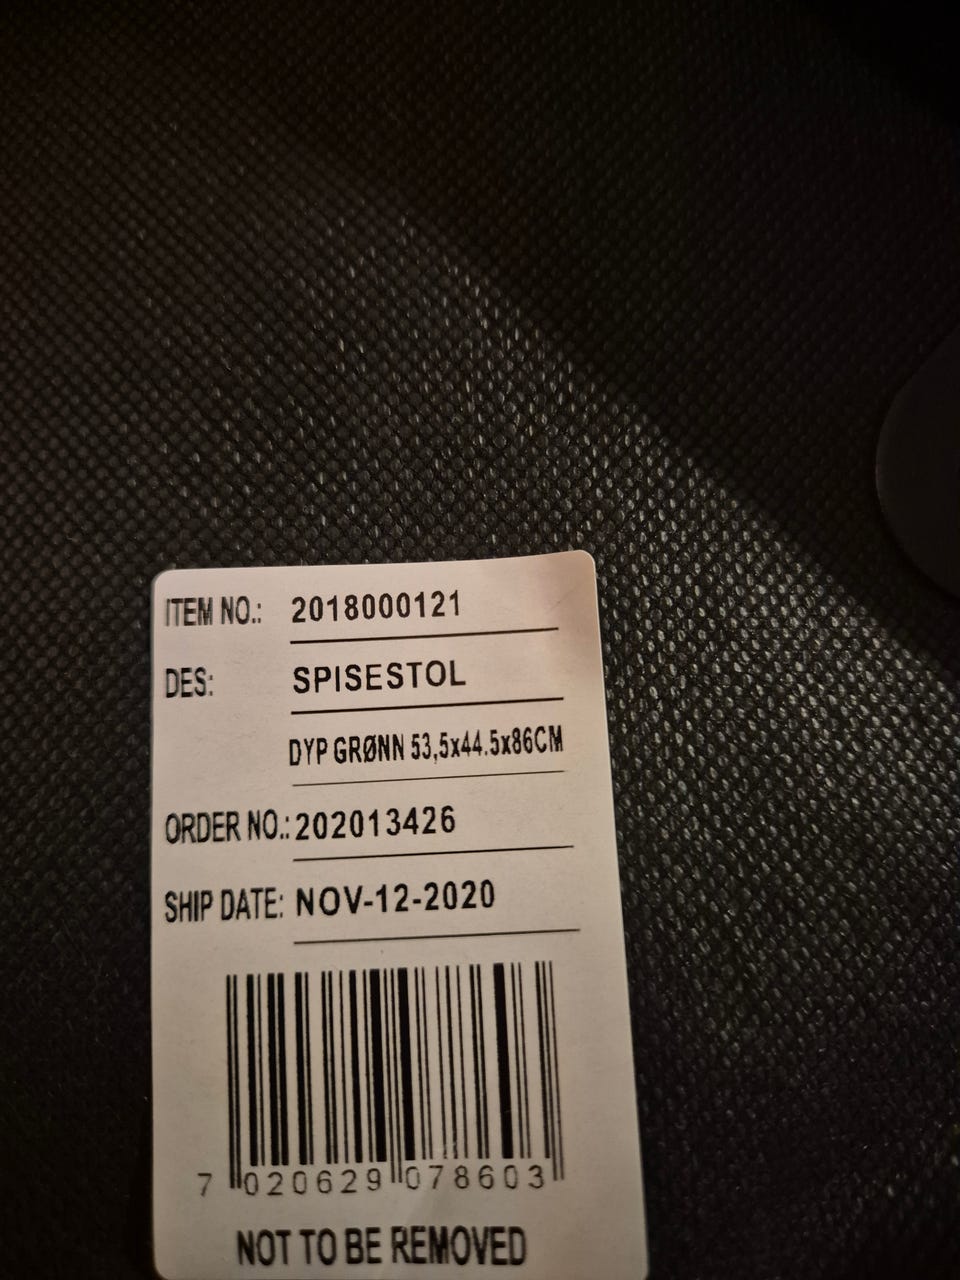 ITEM NO.: 2018000121
DES: SPISESTOL
DYP GRØNN 53,5x44.5x86CM
ORDER NO.: 202013426
SHIP DATE: NOV-12-2020
7 020629 078603
NOT TO BE REMOVED